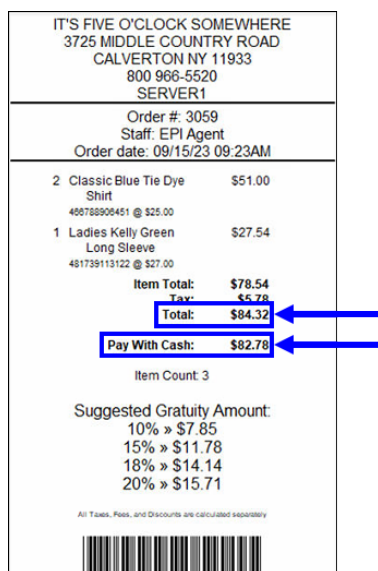 IT'S FIVE O'CLOCK SOMEWHERE
3725 MIDDLE COUNTRY ROAD
CALVERTON NY 11933
800 966-5520
SERVER1
Order #: 3059
Staff: EPI Agent
Order date: 09/15/23 09:23AM
2 Classic Blue Tie Dye $51.00
Shirt
466788906451 @ $25.00
1 Ladies Kelly Green $27.54
Long Sleeve
481739113122 @ $27.00
Item Total: $78.54
Tax: $5.78
Total: $84.32
Pay With Cash: $82.78
Item Count: 3
Suggested Gratuity Amount:
10% » $7.85
15% » $11.78
18% » $14.14
20% » $15.71
All Taxes, Fees, and Discounts are calculated separately